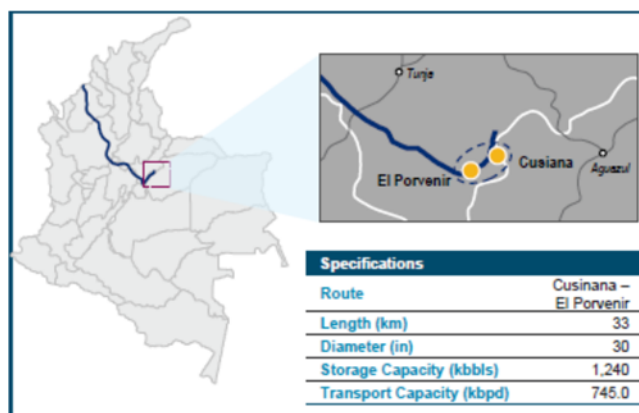 Tunja
Cusiana
El Porvenir
Aguazul
Specifications
Route Cusinana –
El Porvenir
Length (km) 33
Diameter (in) 30
Storage Capacity (kbbls) 1,240
Transport Capacity (kbpd) 745.0